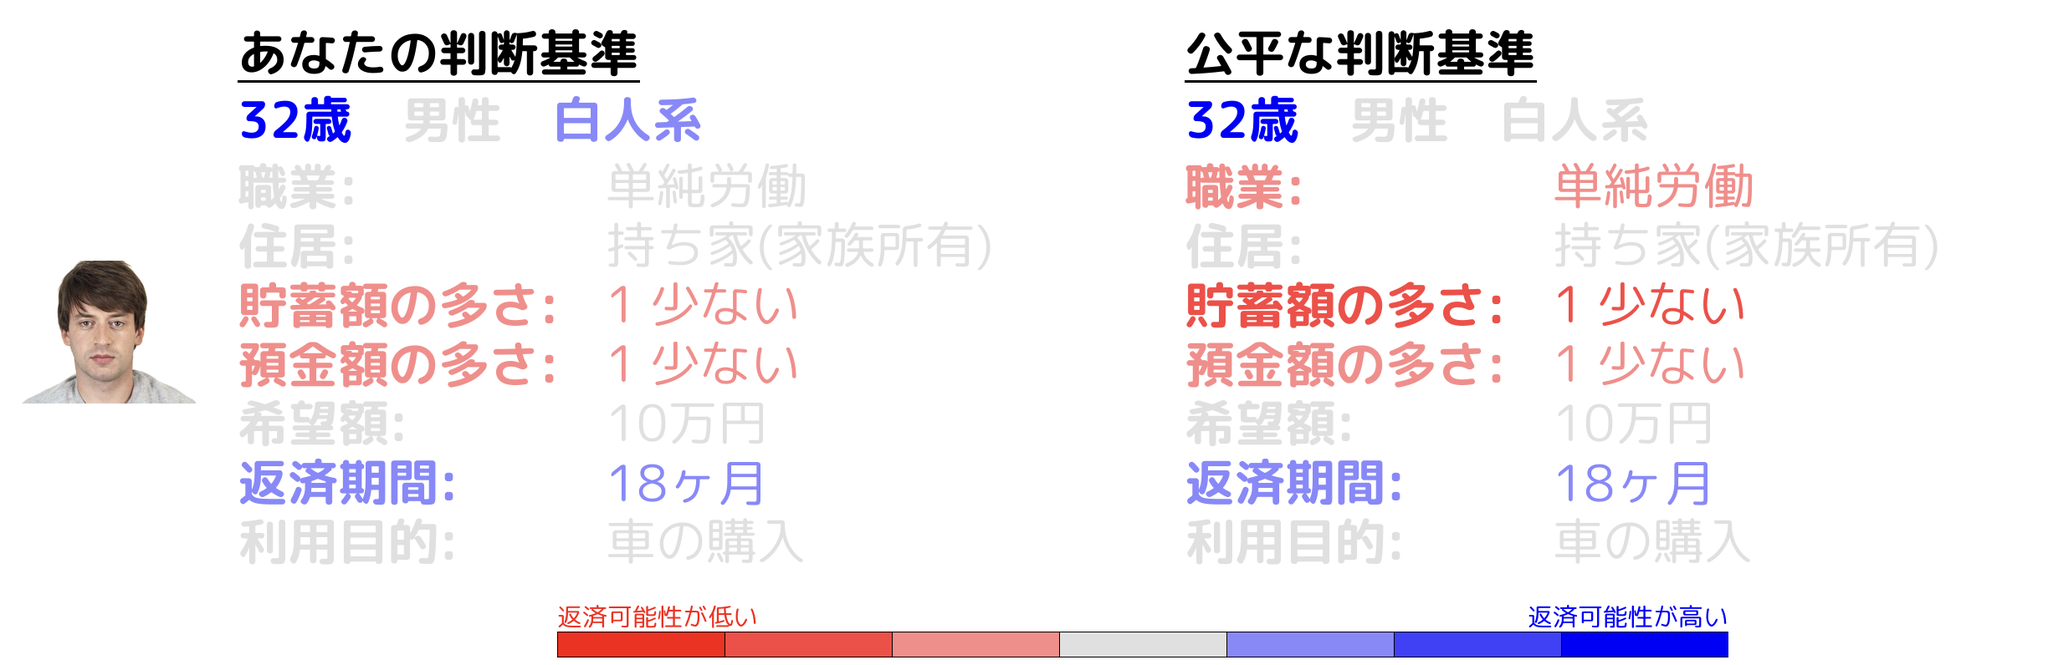 あなたの判断基準
32歳 男性 白人系
職業: 単純労働
住居: 持ち家(家族所有)
貯蓄額の多さ: 1 少ない
預金額の多さ: 1 少ない
希望額: 10万円
返済期間: 18ヶ月
利用目的: 車の購入
公平な判断基準
32歳 男性 白人系
職業: 単純労働
住居: 持ち家(家族所有)
貯蓄額の多さ: 1 少ない
預金額の多さ: 1 少ない
希望額: 10万円
返済期間: 18ヶ月
利用目的: 車の購入
返済可能性が低い 返済可能性が高い